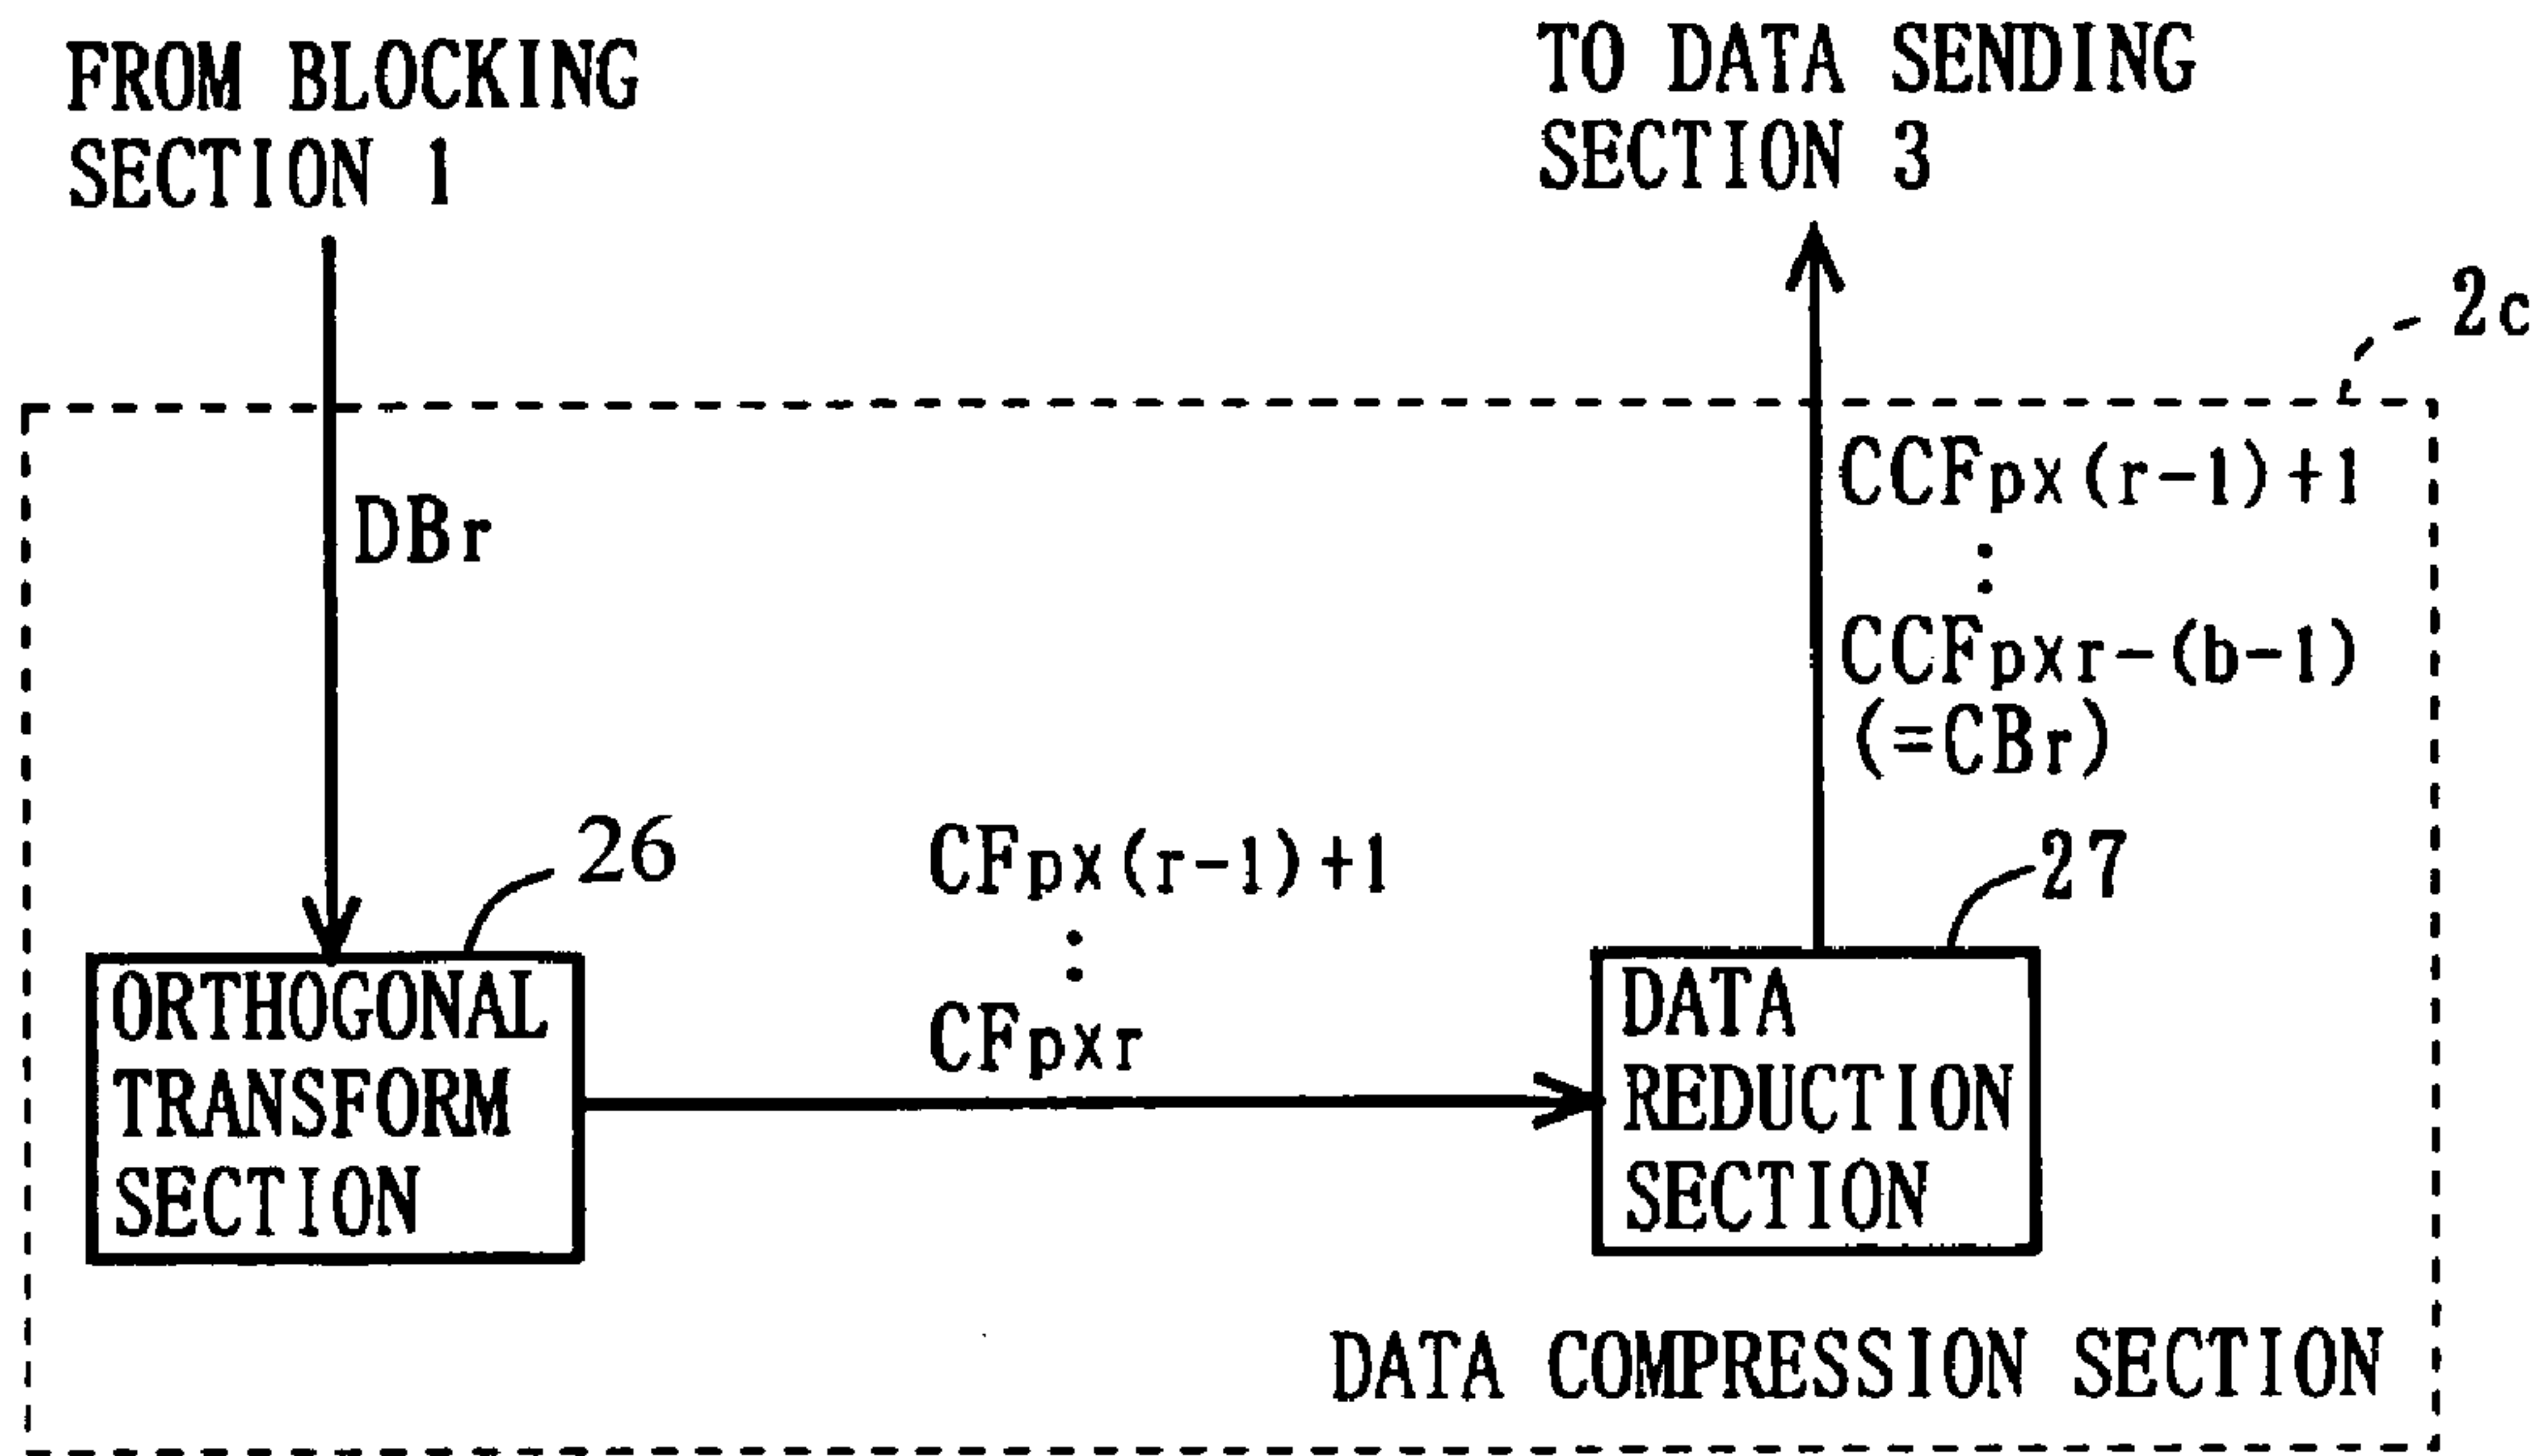 FROM BLOCKING
SECTION 1
TO DATA SENDING
SECTION 3
2c
DBr
CCFpx(r-1)+1
:
CCFpxr-(b-1)
(=CBr)
26
CFpx(r-1)+1
:
CFpxr
27
ORTHOGONAL
TRANSFORM
SECTION
DATA
REDUCTION
SECTION
DATA COMPRESSION SECTION